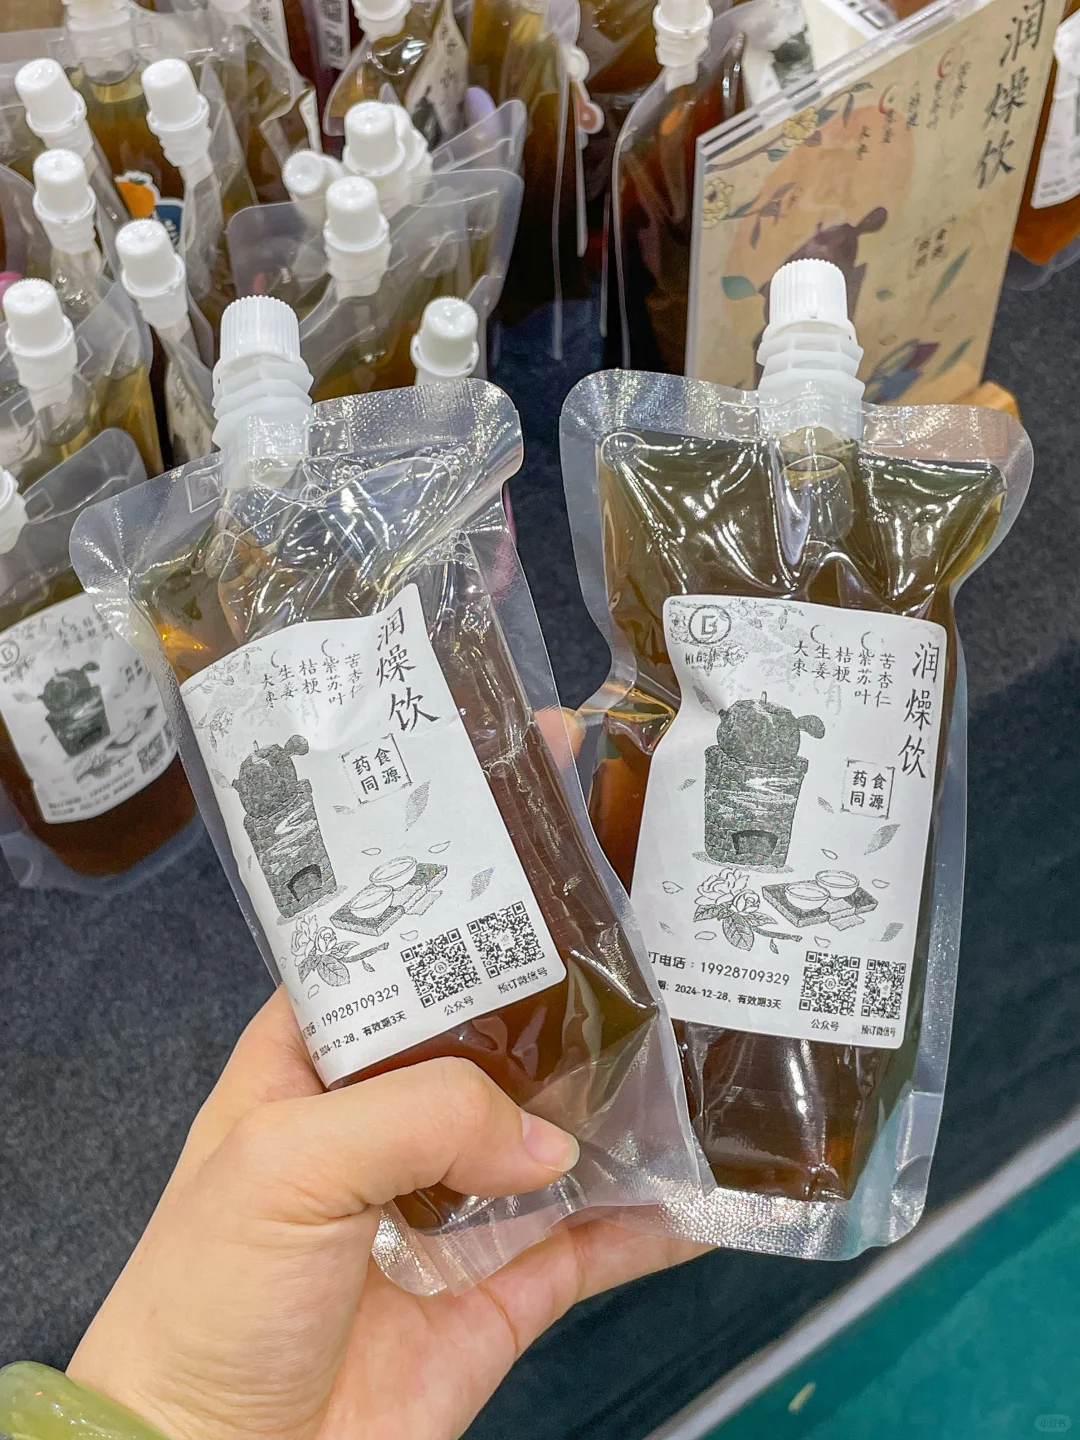 润燥饮
润燥饮
苦杏仁
紫苏叶
桔梗
生姜
大枣
食源
药同
19928709329
2024-12-28，有效期3天
公众号
预订微信号
润燥饮
苦杏仁
紫苏叶
桔梗
生姜
大枣
食源
药同
订电话：19928709329
期：2024-12-28，有效期3天
公众号
预订微信号
小红书